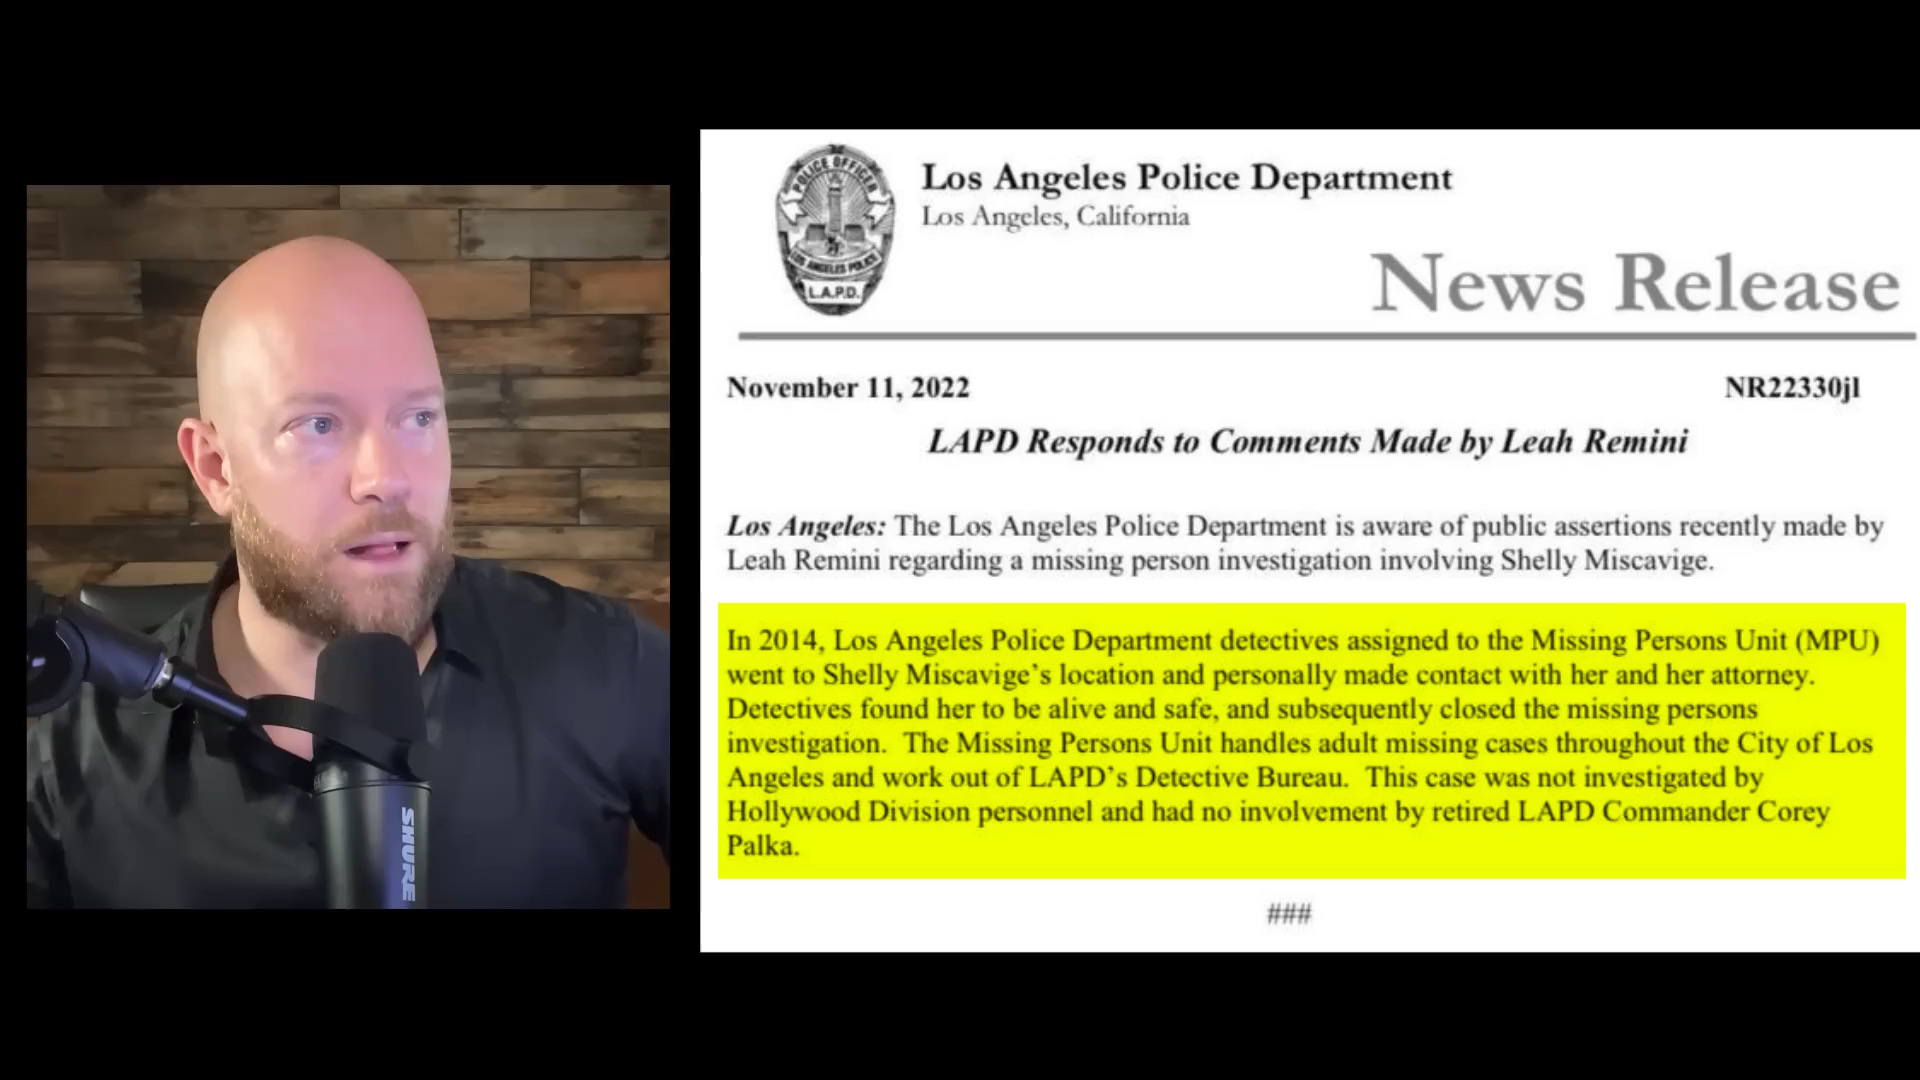 POLICE OFFICER
LOS ANGELES POLICE
L.A.P.D.
Los Angeles Police Department
Los Angeles, California
News Release
November 11, 2022
NR22330jl
LAPD Responds to Comments Made by Leah Remini
Los Angeles: The Los Angeles Police Department is aware of public assertions recently made by
Leah Remini regarding a missing person investigation involving Shelly Miscavige.
In 2014, Los Angeles Police Department detectives assigned to the Missing Persons Unit (MPU)
went to Shelly Miscavige’s location and personally made contact with her and her attorney.
Detectives found her to be alive and safe, and subsequently closed the missing persons
investigation.  The Missing Persons Unit handles adult missing cases throughout the City of Los
Angeles and work out of LAPD’s Detective Bureau.  This case was not investigated by
Hollywood Division personnel and had no involvement by retired LAPD Commander Corey
Palka.
###
SHURE